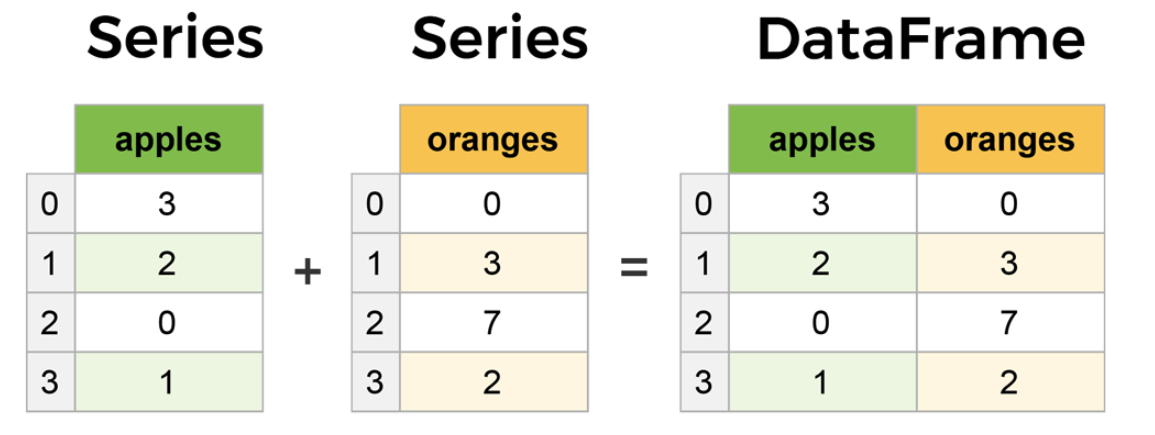 Series Series DataFrame
apples oranges apples oranges
0 3 0 0 0 3 0
1 2 + 1 3 = 1 2 3
2 0 2 7 2 0 7
3 1 3 2 3 1 2